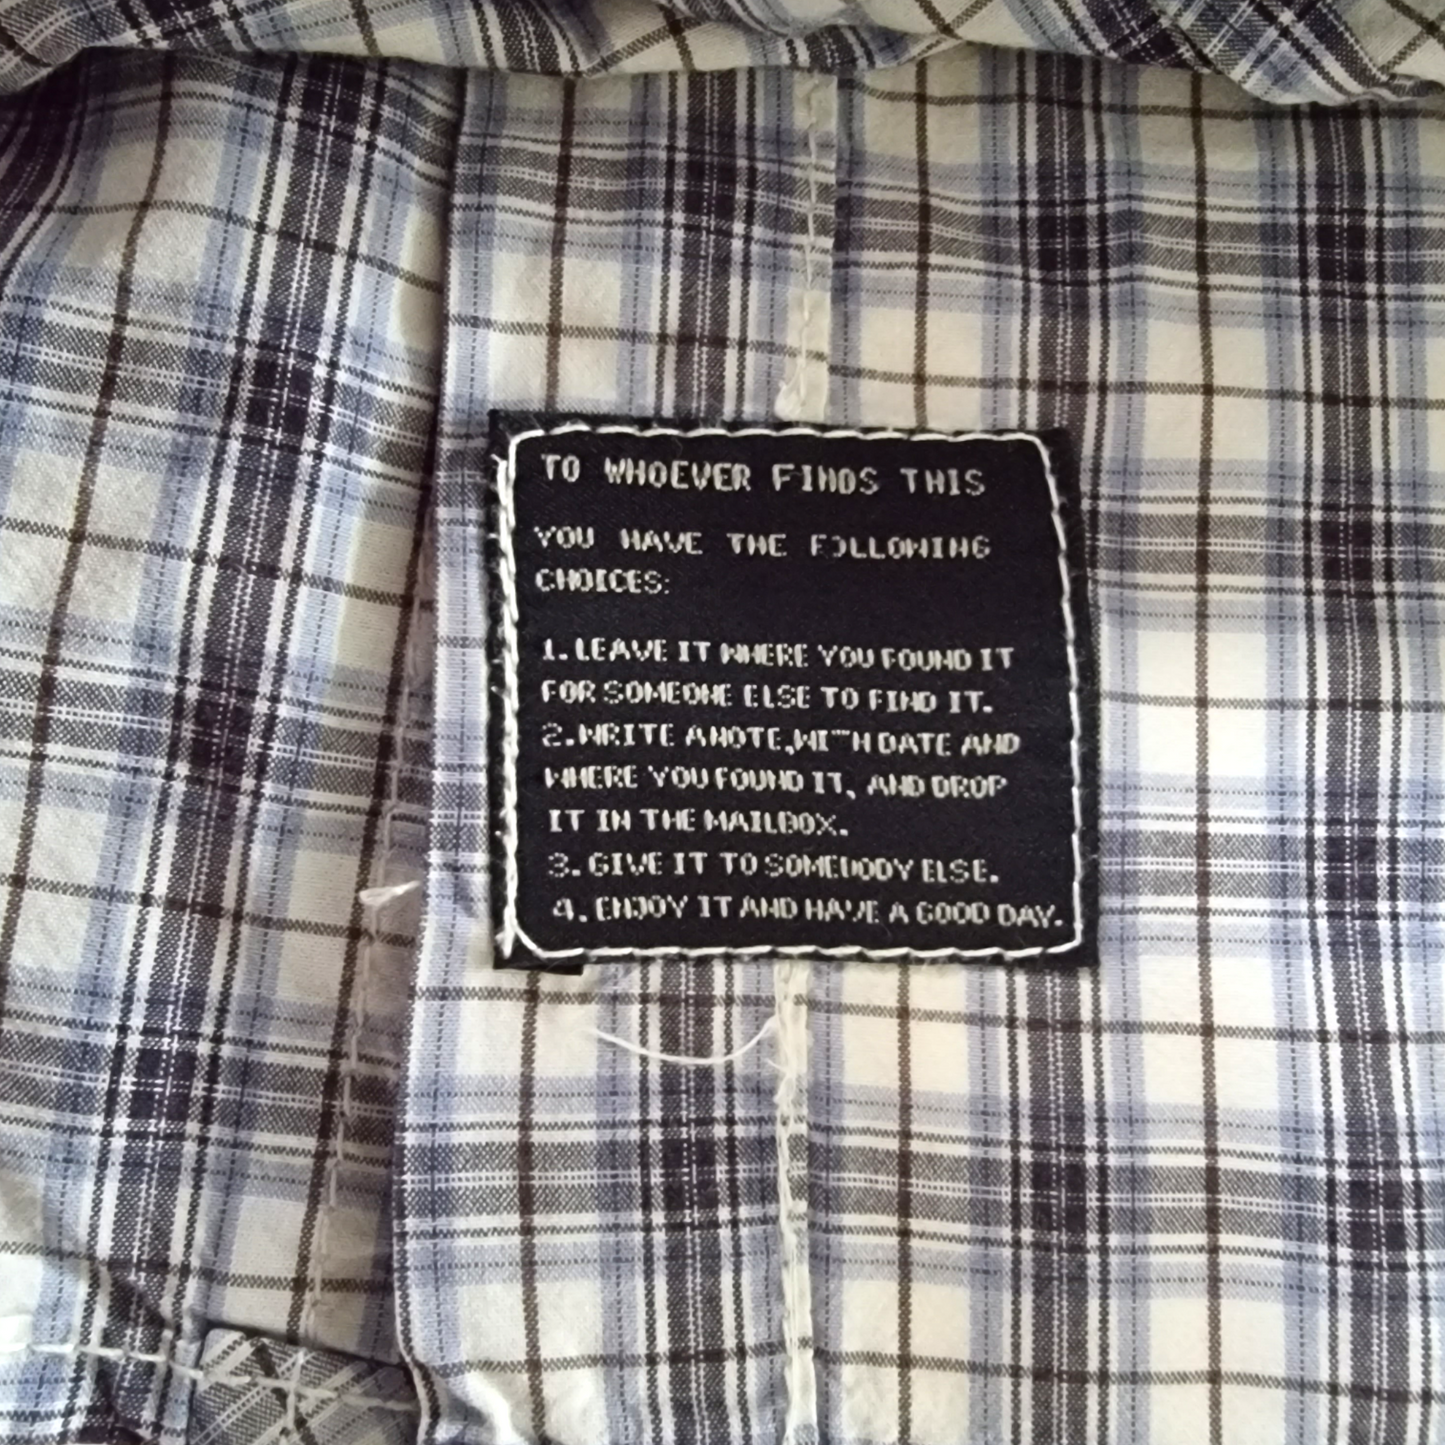 TO WHOEVER FINDS THIS
YOU HAVE THE FOLLOWING
CHOICES:
1. LEAVE IT WHERE YOU FOUND IT
FOR SOMEONE ELSE TO FIND IT.
2. WRITE A NOTE, WITH DATE AND
WHERE YOU FOUND IT, AND DROP
IT IN THE MAILBOX.
3. GIVE IT TO SOMEBODY ELSE.
4. ENJOY IT AND HAVE A GOOD DAY.